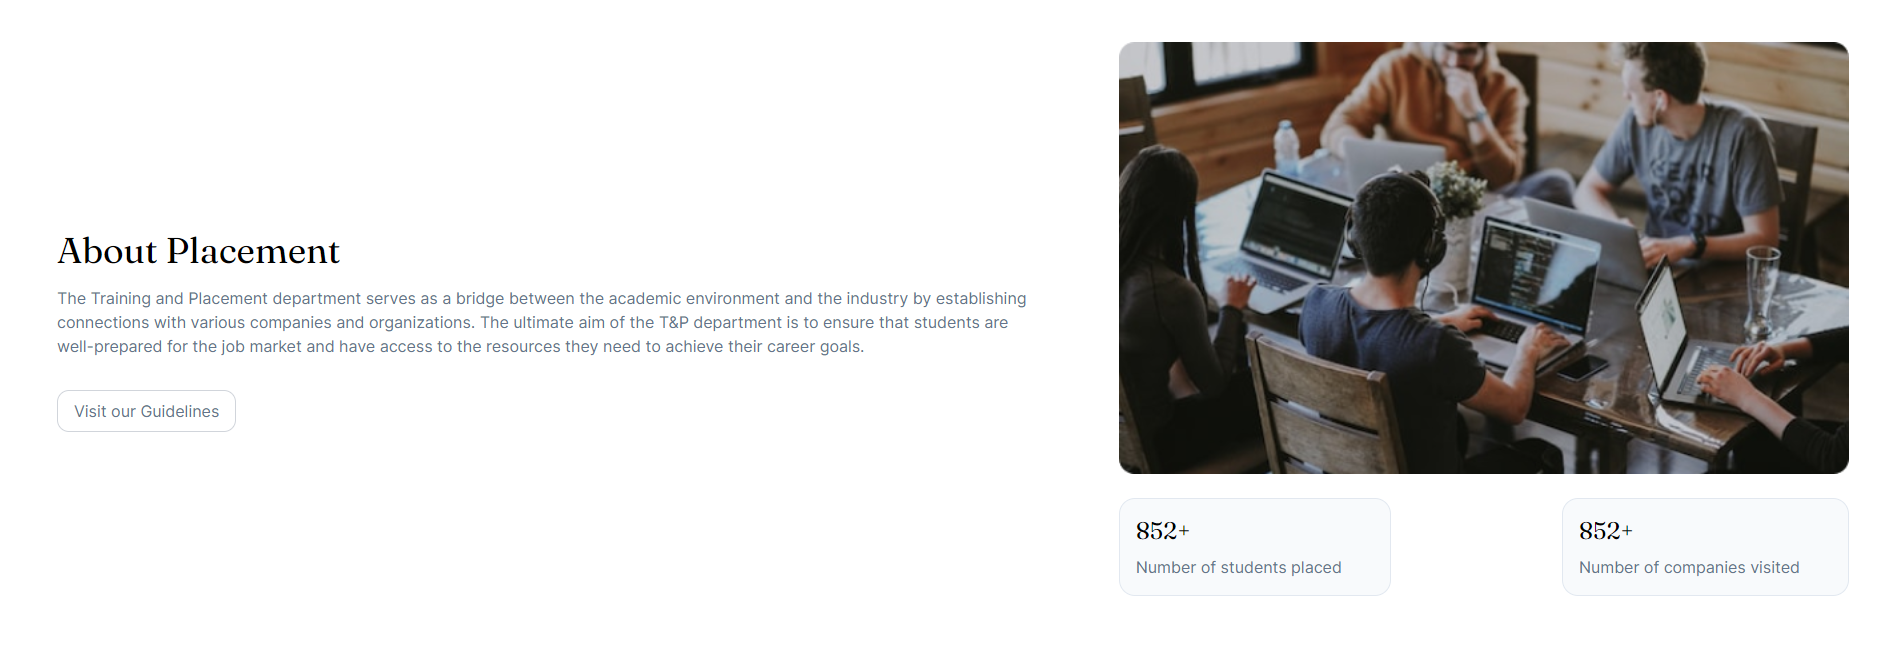 About Placement
The Training and Placement department serves as a bridge between the academic environment and the industry by establishing
connections with various companies and organizations. The ultimate aim of the T&P department is to ensure that students are
well-prepared for the job market and have access to the resources they need to achieve their career goals.
Visit our Guidelines
852+
Number of students placed
852+
Number of companies visited